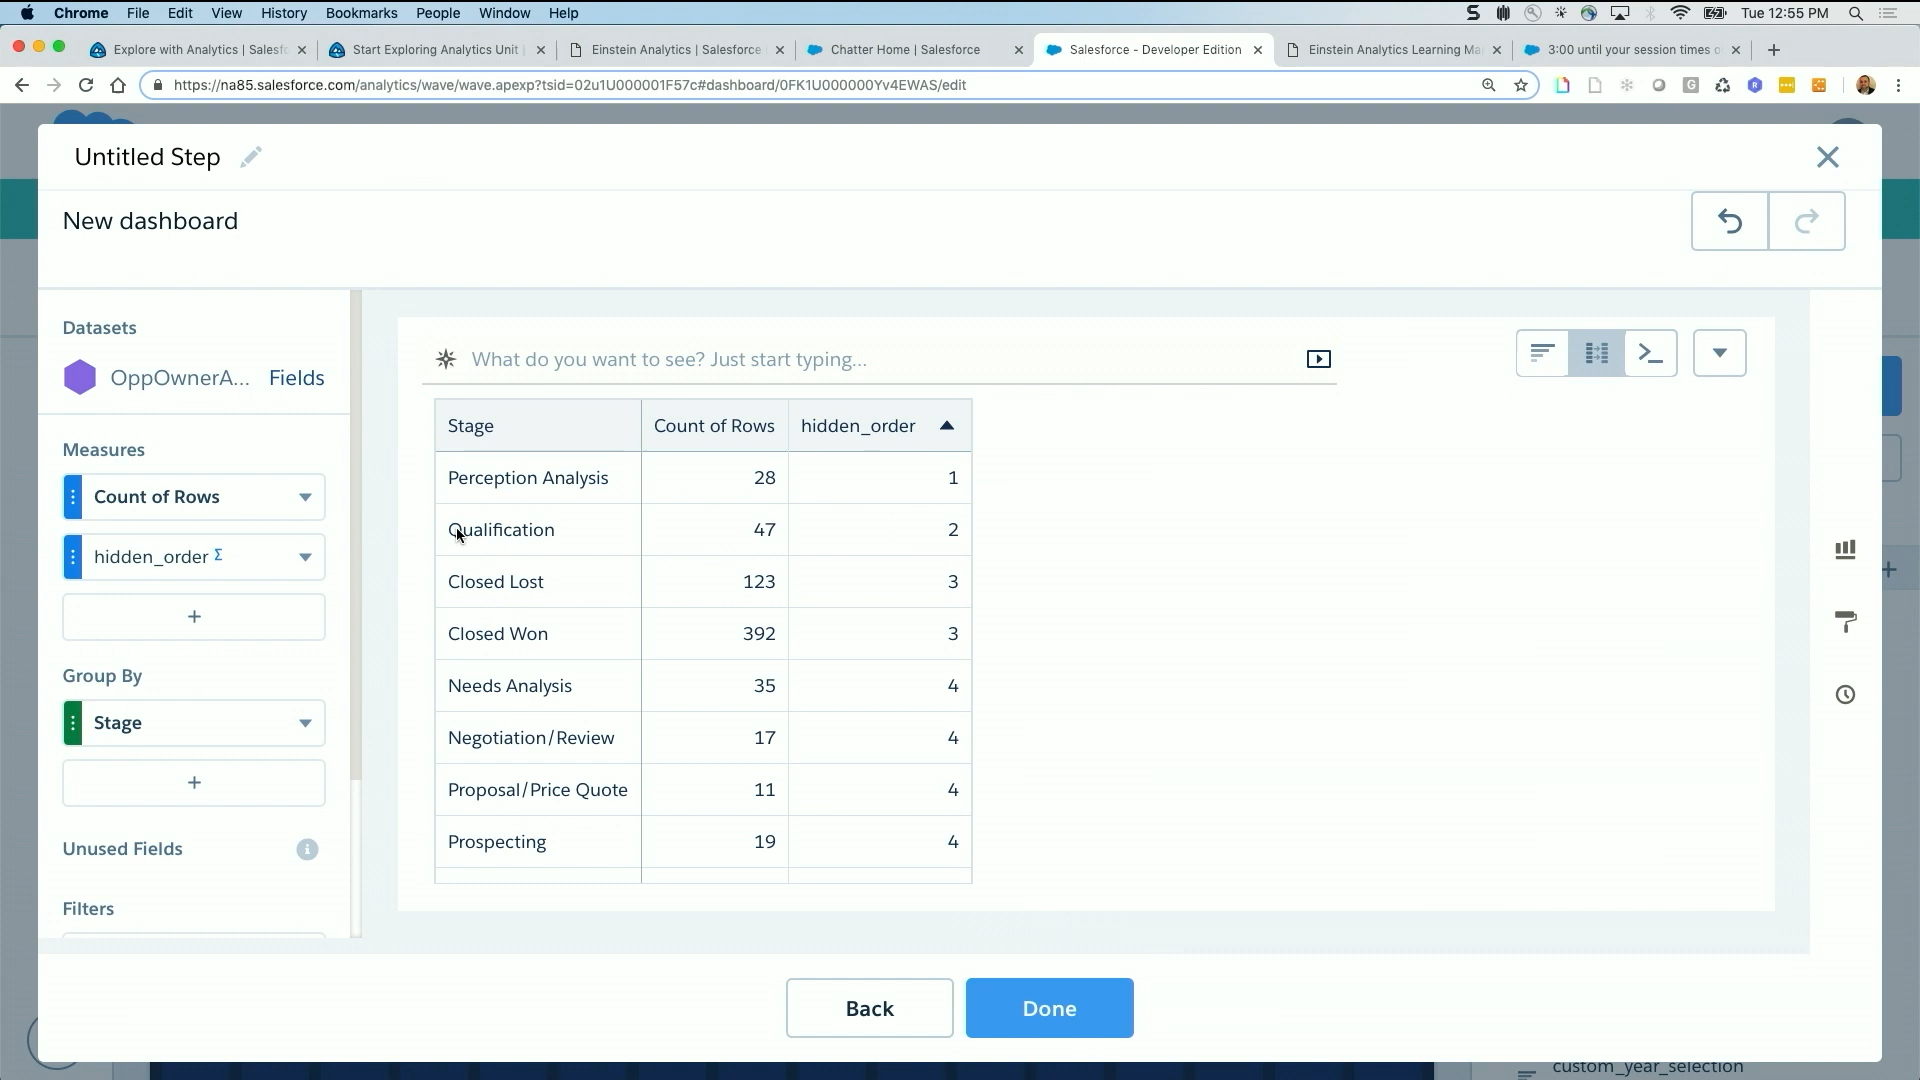 Chrome File Edit View History Bookmarks People Window Help Tue 12:55 PM
Explore with Analytics | Salesf
Start Exploring Analytics Unit
Einstein Analytics | Salesforce
Chatter Home | Salesforce
Salesforce - Developer Edition
Einstein Analytics Learning Ma
3:00 until your session times o
https://na85.salesforce.com/analytics/wave/wave.apexp?tsid=02u1U000001F57c#dashboard/0FK1U000000Yv4EWAS/edit
Untitled Step
New dashboard
Datasets
OppOwnerA... Fields
Measures
Count of Rows
hidden_order Σ
+
Group By
Stage
+
Unused Fields
Filters
What do you want to see? Just start typing...
Stage Count of Rows hidden_order
Perception Analysis 28 1
Qualification 47 2
Closed Lost 123 3
Closed Won 392 3
Needs Analysis 35 4
Negotiation/Review 17 4
Proposal/Price Quote 11 4
Prospecting 19 4
Back Done
custom_year_selection